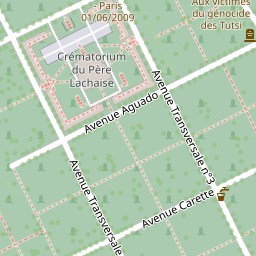 - Paris
01/06/2009
Aux victimes
du génocide
des Tutsi
Crématorium
du Père
Lachaise
Avenue Aguado
Avenue Transversale n°3
Avenue Carette
Avenue Transversale